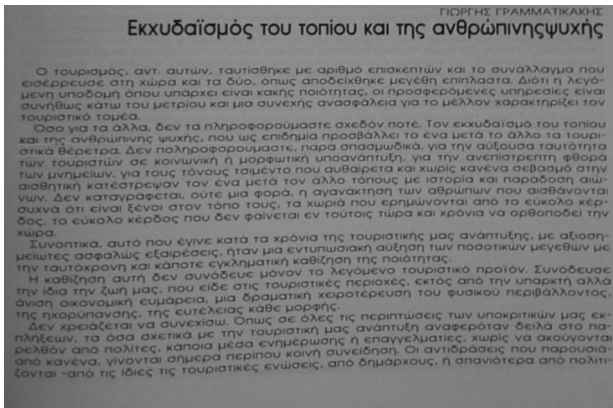 ΓΙΩΡΓΗΣ ΓΡΑΜΜΑΤΙΚΑΚΗΣ
Εκχυδαϊσμός του τοπίου και της ανθρώπινηςψυχής
Ο τουρισμός, αντ. αυτών, ταυτίσθηκε με αριθμό επισκεπτών και το συνάλλαγμα που
εισέρρευσε στη χώρα και τα δύο, όπως αποδείχθηκε μεγέθη επίπλαστα. Διότι η λεγό-
μενη υποδομή όπου υπάρχει είναι κακής ποιότητας, οι προσφερόμενες υπηρεσίες είναι
συνήθως κάτω του μετρίου και μια συνεχής ανασφάλεια για το μέλλον χαρακτηρίζει τον
τουριστικό τομέα.
Όσο για τα άλλα, δεν τα πληροφορούμαστε σχεδόν ποτέ. Τον εκχυδαϊσμό του τοπίου
και της ανθρώπινης ψυχής, που ως επιδημία προσβάλλει το ένα μετά το άλλο τα τουρι-
στικά θέρετρα. Δεν ποληροφορούμαστε, παρά σπασμωδικά, για την αύξουσα ταυτότητα
των τουριστών σε κοινωνική ή μορφωτική υποανάπτυξη, για την ανεπίστρεπτη φθορά
των μνημείων, για τους τόνους τσιμέντο που αυθαίρετα και χωρίς κανένα σεβασμό στην
αισθητική κατέστρεψαν τον ένα μετά τον άλλο τόπους με ιστορία και παράδοση αιώ-
νων. Δεν καταγράφεται, ούτε μια φορά, η αγανάκτηση των αθρώπων που αισθάνονται
συχνά ότι είναι ξένοι στον τόπο τους, τα χωριά που ερημώνονται από το εύκολο κέρ-
δος, το εύκολο κέρδος που δεν φαίνεται εν τούτοις τώρα και χρόνια να ορθοποδεί την
χώρα.
Συνοπτικά, αυτό που έγινε κατά τα χρόνια της τουριστικής μας ανάπτυξης, με αξιοση-
μείωτες ασφαλώς εξαιρέσεις, ήταν μια εντυπωσιακή αύξηση των ποσοτικών μεγεθών με
την ταυτόχρονη και κάποτε εγκληματική καθίζηση της ποιότητας.
Η καθίζηση αυτή δεν συνόδευσε μόνον το λεγόμενο τουριστικό προϊόν. Συνόδευσε
την ίδια την ζωή μας, που είδε στις τουριστικές περιοχές, εκτός από την υπαρκτή αλλά
άνιση οικονομική ευμάρεια, μια δραματική χειροτέρευση του φυσικού περιβάλλοντος,
της ηχορύπανσης, της ευτέλειας κάθε μορφής.
Δεν χρειάζεται να συνεχίσω. Όπως σε όλες τις περιπτώσεις των υποκριτικών μας εκ-
πλήξεων, τα όσα σχετικά με την τουριστική μας ανάπτυξη αναφερόταν δειλά στο πα-
ρελθόν από πολίτες, κάποια μέσα ενημέρωσης ή επαγγελματίες, χωρίς να ακούγονται
από κανένα, γίνονται σήμερα περίπου κοινή συνείδηση. Οι αντιδράσεις που παρουσιά-
ζονται -από τις ίδιες τις τουριστικές ενώσεις, από δημάρχους, ή σπανιότερα από πολιτι-